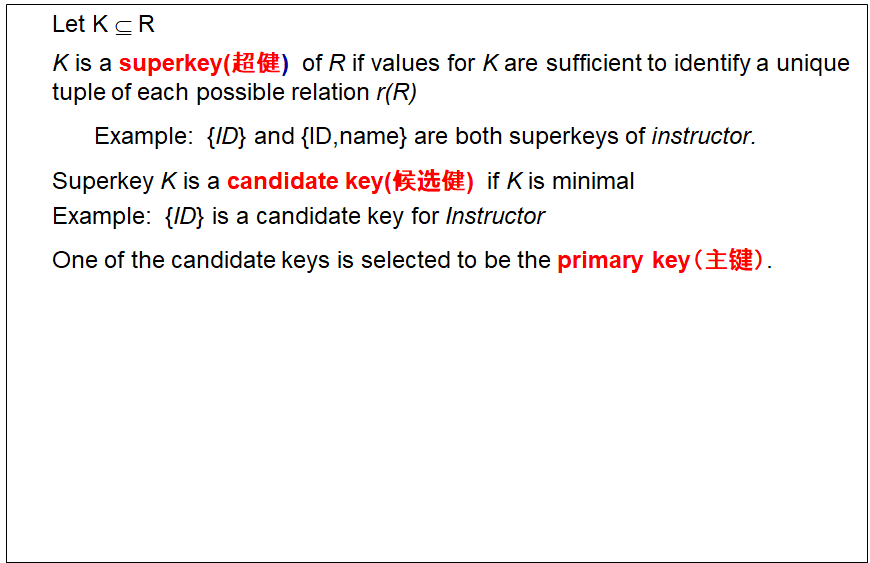 Let K ⊆ R
K is a superkey(超健) of R if values for K are sufficient to identify a unique
tuple of each possible relation r(R)
Example: {ID} and {ID,name} are both superkeys of instructor.
Superkey K is a candidate key(候选健) if K is minimal
Example: {ID} is a candidate key for Instructor
One of the candidate keys is selected to be the primary key（主键）.